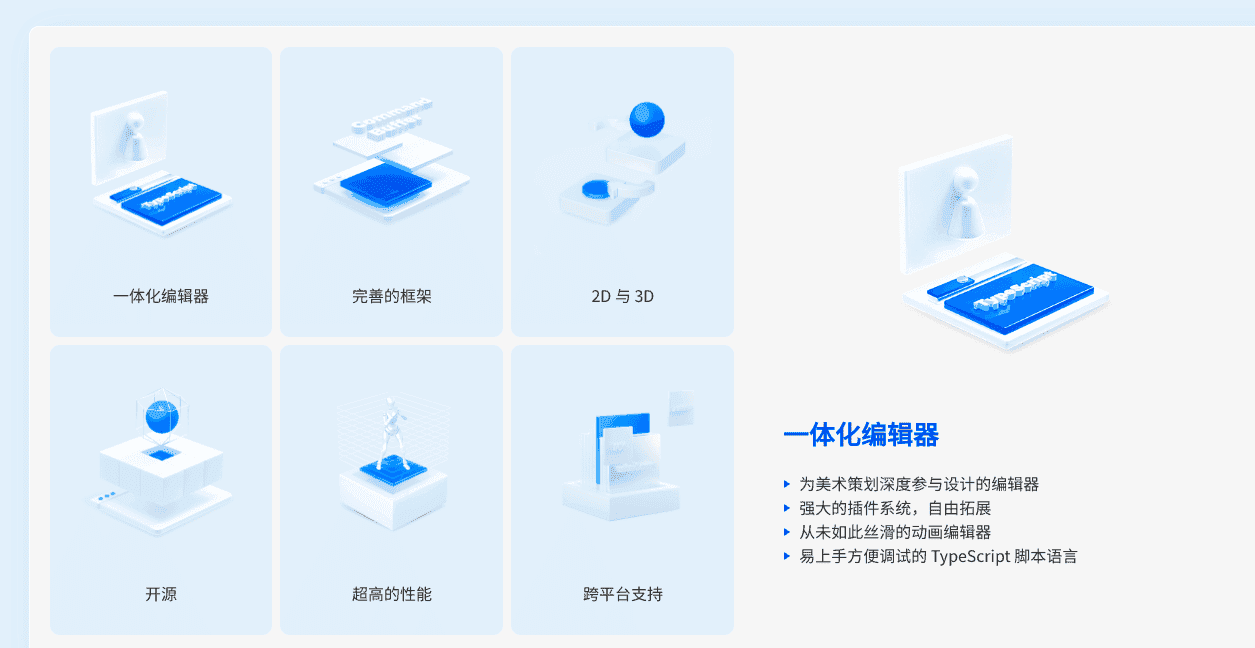 Command
Buffer
一体化编辑器
完善的框架
2D 与 3D
开源
超高的性能
跨平台支持
TypeScript
一体化编辑器
为美术策划深度参与设计的编辑器
强大的插件系统，自由拓展
从未如此丝滑的动画编辑器
易上手方便调试的 TypeScript 脚本语言